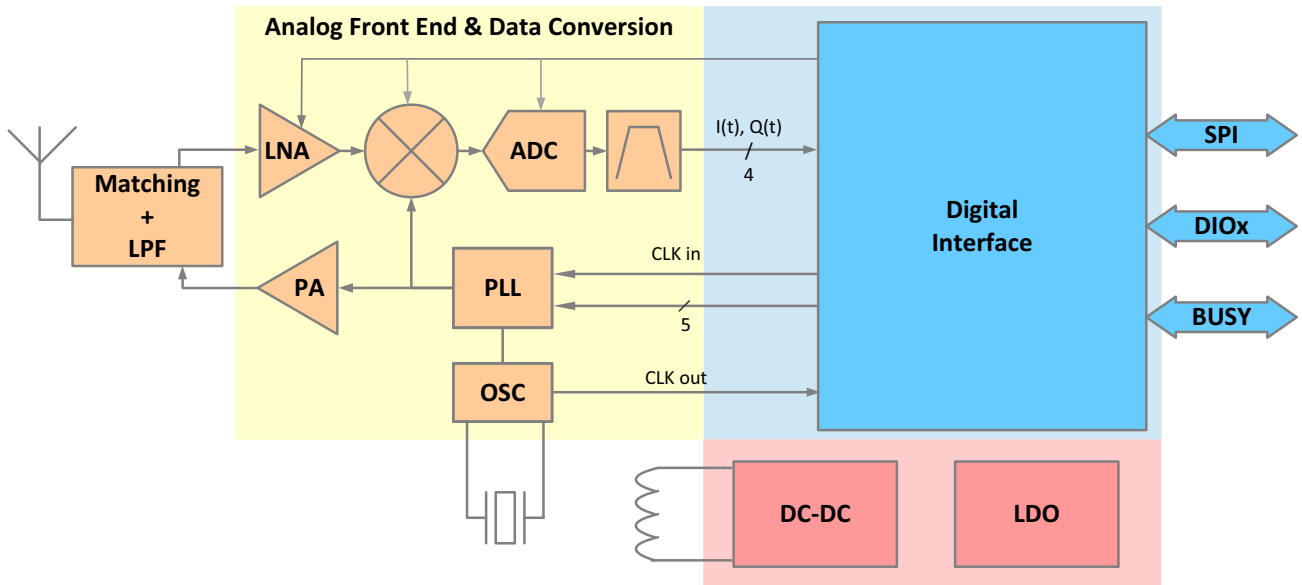 Analog Front End & Data Conversion
LNA
ADC
I(t), Q(t)
4
Matching
+
LPF
PA
PLL
CLK in
5
OSC
CLK out
Digital
Interface
SPI
DIOx
BUSY
DC-DC
LDO